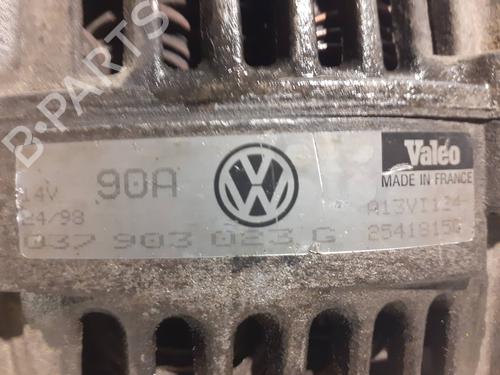 B-PARTS
14V 90A
24/98
037 903 023 G
Valeo
MADE IN FRANCE
A13VI124
2541815G